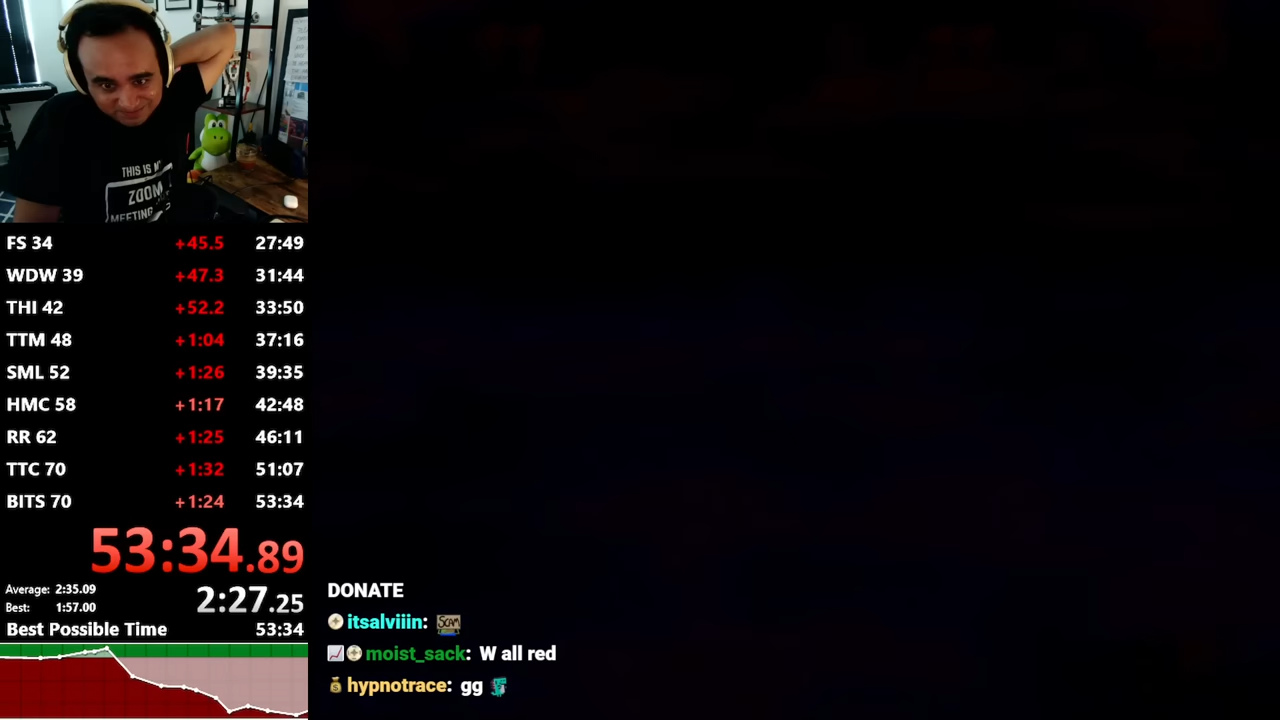 THIS IS MY
ZOOM
MEETING
FS 34 +45.5 27:49
WDW 39 +47.3 31:44
THI 42 +52.2 33:50
TTM 48 +1:04 37:16
SML 52 +1:26 39:35
HMC 58 +1:17 42:48
RR 62 +1:25 46:11
TTC 70 +1:32 51:07
BITS 70 +1:24 53:34
53:34.89
Average: 2:35.09
Best: 1:57.00
2:27.25
Best Possible Time 53:34
DONATE
itsalviiin: SCAM
moist_sack: W all red
hypnotrace: gg